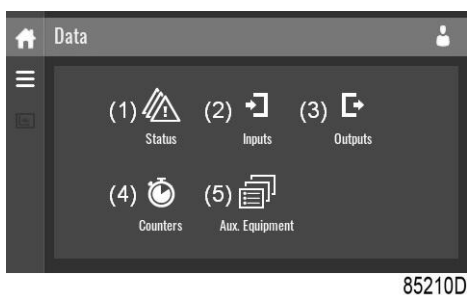 Data
(1) (2) (3)
Status Inputs Outputs
(4) (5)
Counters Aux. Equipment
85210D